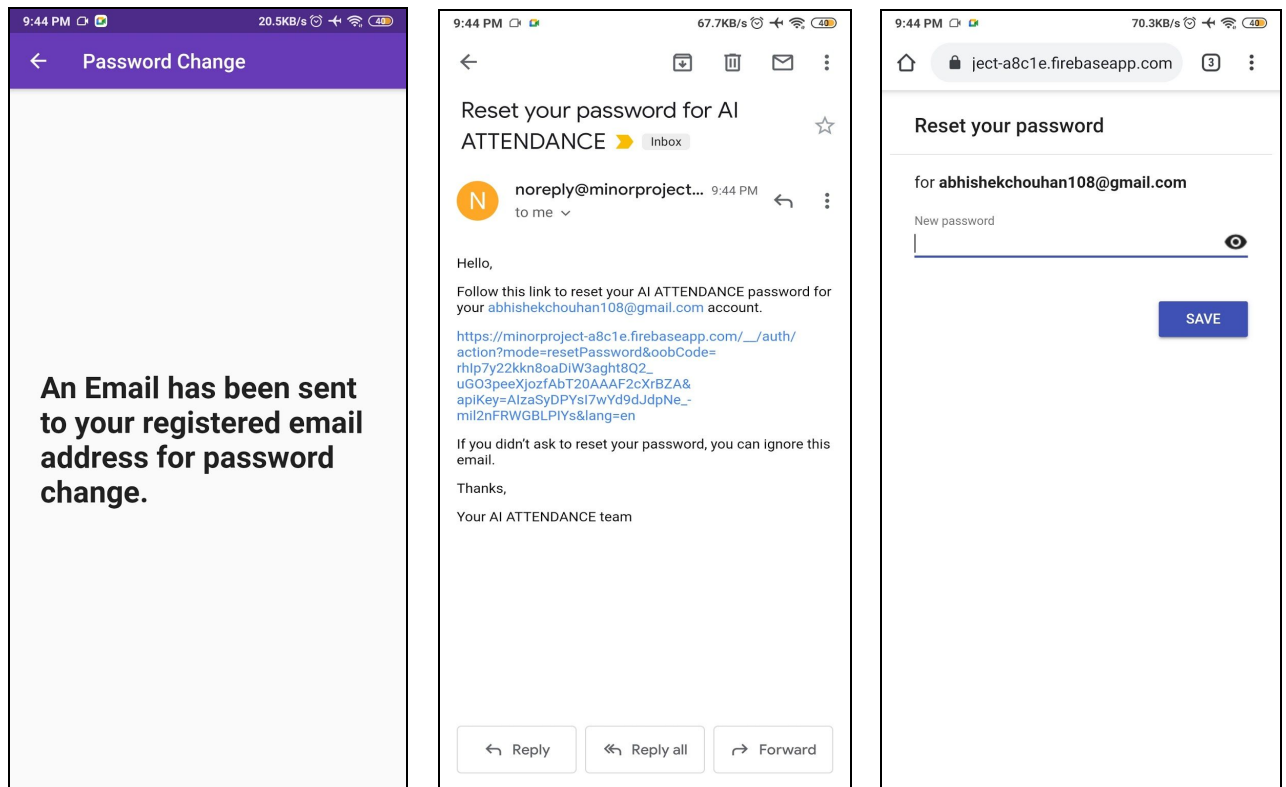 9:44 PM 20.5KB/s 40
Password Change
An Email has been sent
to your registered email
address for password
change.
9:44 PM 67.7KB/s 40
Reset your password for AI
ATTENDANCE Inbox
N
noreply@minorproject... 9:44 PM
to me
Hello,
Follow this link to reset your AI ATTENDANCE password for
your abhishekchouhan108@gmail.com account.
https://minorproject-a8c1e.firebaseapp.com/__/auth/
action?mode=resetPassword&oobCode=
rhIp7y22kkn8oaDiW3aght8Q2_
uGO3peeXjozfAbT20AAAF2cXrBZA&
apiKey=AIzaSyDPYsI7wYd9dJdpNe_-
mil2nFRWGBLPIYs&lang=en
If you didn't ask to reset your password, you can ignore this
email.
Thanks,
Your AI ATTENDANCE team
Reply Reply all Forward
9:44 PM 70.3KB/s 40
ject-a8c1e.firebaseapp.com 3
Reset your password
for abhishekchouhan108@gmail.com
New password
SAVE